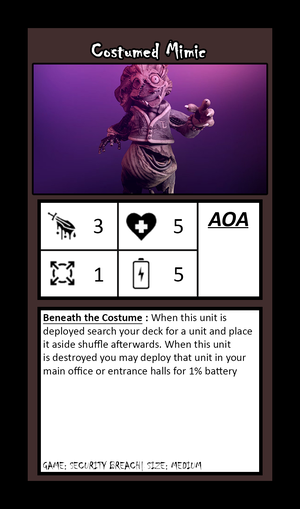 Costumed Mimic
3 5 AOA
1 5
Beneath the Costume : When this unit is
deployed search your deck for a unit and place
it aside shuffle afterwards. When this unit
is destroyed you may deploy that unit in your
main office or entrance halls for 1% battery
GAME; SECURITY BREACH| SIZE; MEDIUM